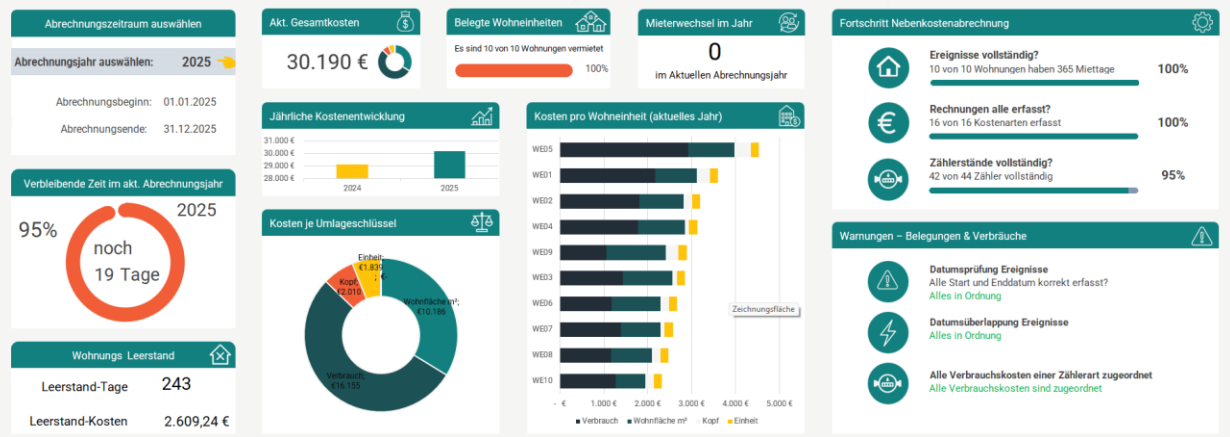 Abrechnungszeitraum auswählen
Abrechnungsjahr auswählen: 2025
Abrechnungsbeginn: 01.01.2025
Abrechnungsende: 31.12.2025
Verbleibende Zeit im akt. Abrechnungsjahr
95%
2025
noch
19 Tage
Wohnungs Leerstand
Leerstand-Tage 243
Leerstand-Kosten 2.609,24 €
Akt. Gesamtkosten
30.190 €
Belegte Wohneinheiten
Es sind 10 von 10 Wohnungen vermietet
100%
Mieterwechsel im Jahr
0
im Aktuellen Abrechnungsjahr
Jährliche Kostenentwicklung
31.000 €
30.000 €
29.000 €
28.000 €
2024 2025
Kosten je Umlageschlüssel
Einheit;
€1.839
; €-
Kopf;
€2.010
Wohnfläche m²;
€10.186
Verbrauch;
€16.155
Kosten pro Wohneinheit (aktuelles Jahr)
WE05
WE01
WE02
WE04
WE09
WE03
WE06
WE07
WE08
WE10
- € 1.000 € 2.000 € 3.000 € 4.000 € 5.000 €
Verbrauch Wohnfläche m² Kopf Einheit
Zeichnungsfläche
Fortschritt Nebenkostenabrechnung
Ereignisse vollständig?
10 von 10 Wohnungen haben 365 Miettage
100%
Rechnungen alle erfasst?
16 von 16 Kostenarten erfasst
100%
Zählerstände vollständig?
42 von 44 Zähler vollständig
95%
Warnungen – Belegungen & Verbräuche
Datumsprüfung Ereignisse
Alle Start und Enddatum korrekt erfasst?
Alles in Ordnung
Datumsüberlappung Ereignisse
Alles in Ordnung
Alle Verbrauchskosten einer Zählerart zugeordnet
Alle Verbrauchskosten sind zugeordnet